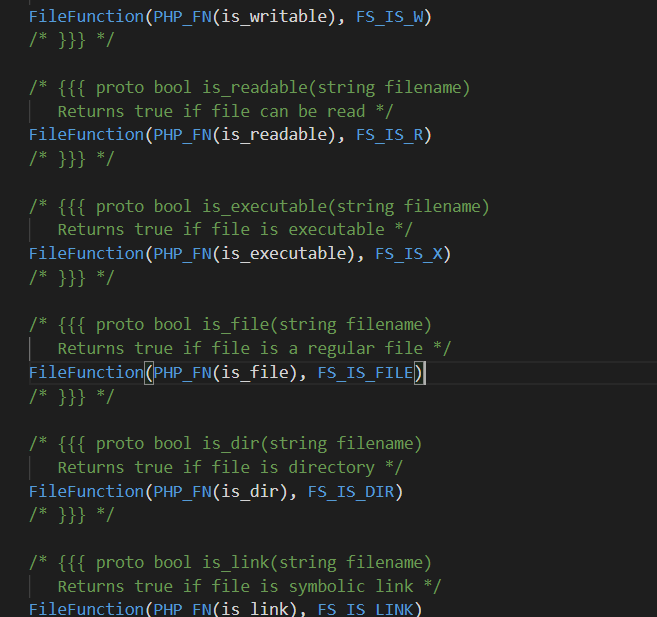 FileFunction(PHP_FN(is_writable), FS_IS_W)
/* }}} */
/* {{{ proto bool is_readable(string filename)
Returns true if file can be read */
FileFunction(PHP_FN(is_readable), FS_IS_R)
/* }}} */
/* {{{ proto bool is_executable(string filename)
Returns true if file is executable */
FileFunction(PHP_FN(is_executable), FS_IS_X)
/* }}} */
/* {{{ proto bool is_file(string filename)
Returns true if file is a regular file */
FileFunction(PHP_FN(is_file), FS_IS_FILE)
/* }}} */
/* {{{ proto bool is_dir(string filename)
Returns true if file is directory */
FileFunction(PHP_FN(is_dir), FS_IS_DIR)
/* }}} */
/* {{{ proto bool is_link(string filename)
Returns true if file is symbolic link */
FileFunction(PHP_FN(is_link), FS_IS_LINK)